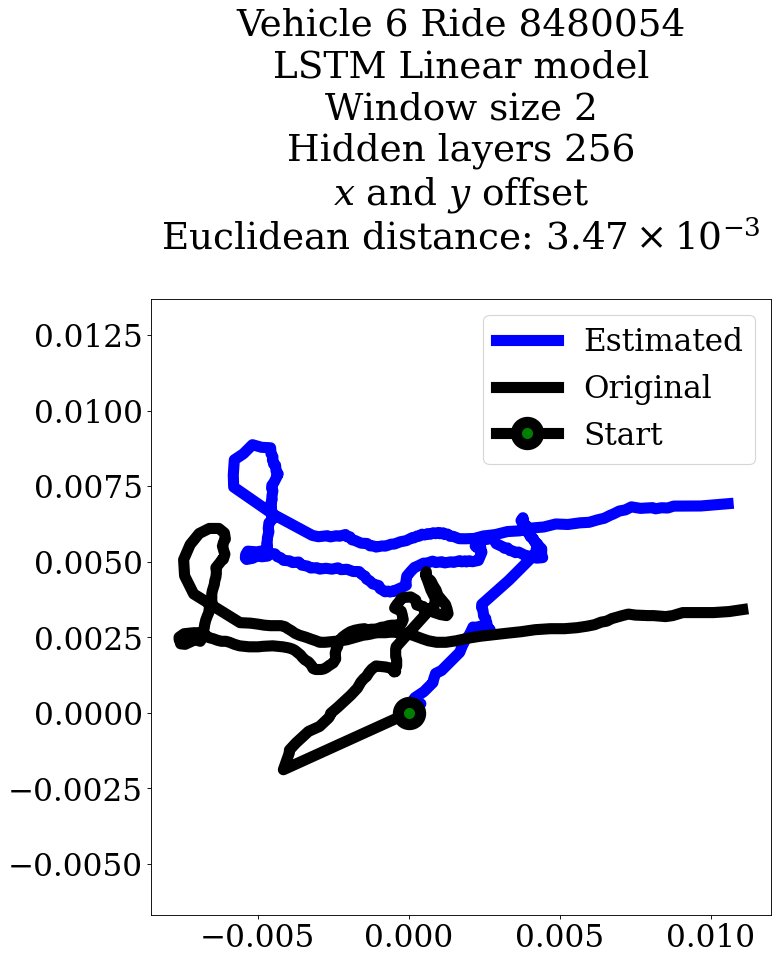 Vehicle 6 Ride 8480054
LSTM Linear model
Window size 2
Hidden layers 256
x and y offset
Euclidean distance: 3.47 × 10⁻³
Estimated
Original
Start
0.0125
0.0100
0.0075
0.0050
0.0025
0.0000
−0.0025
−0.0050
−0.005 0.000 0.005 0.010